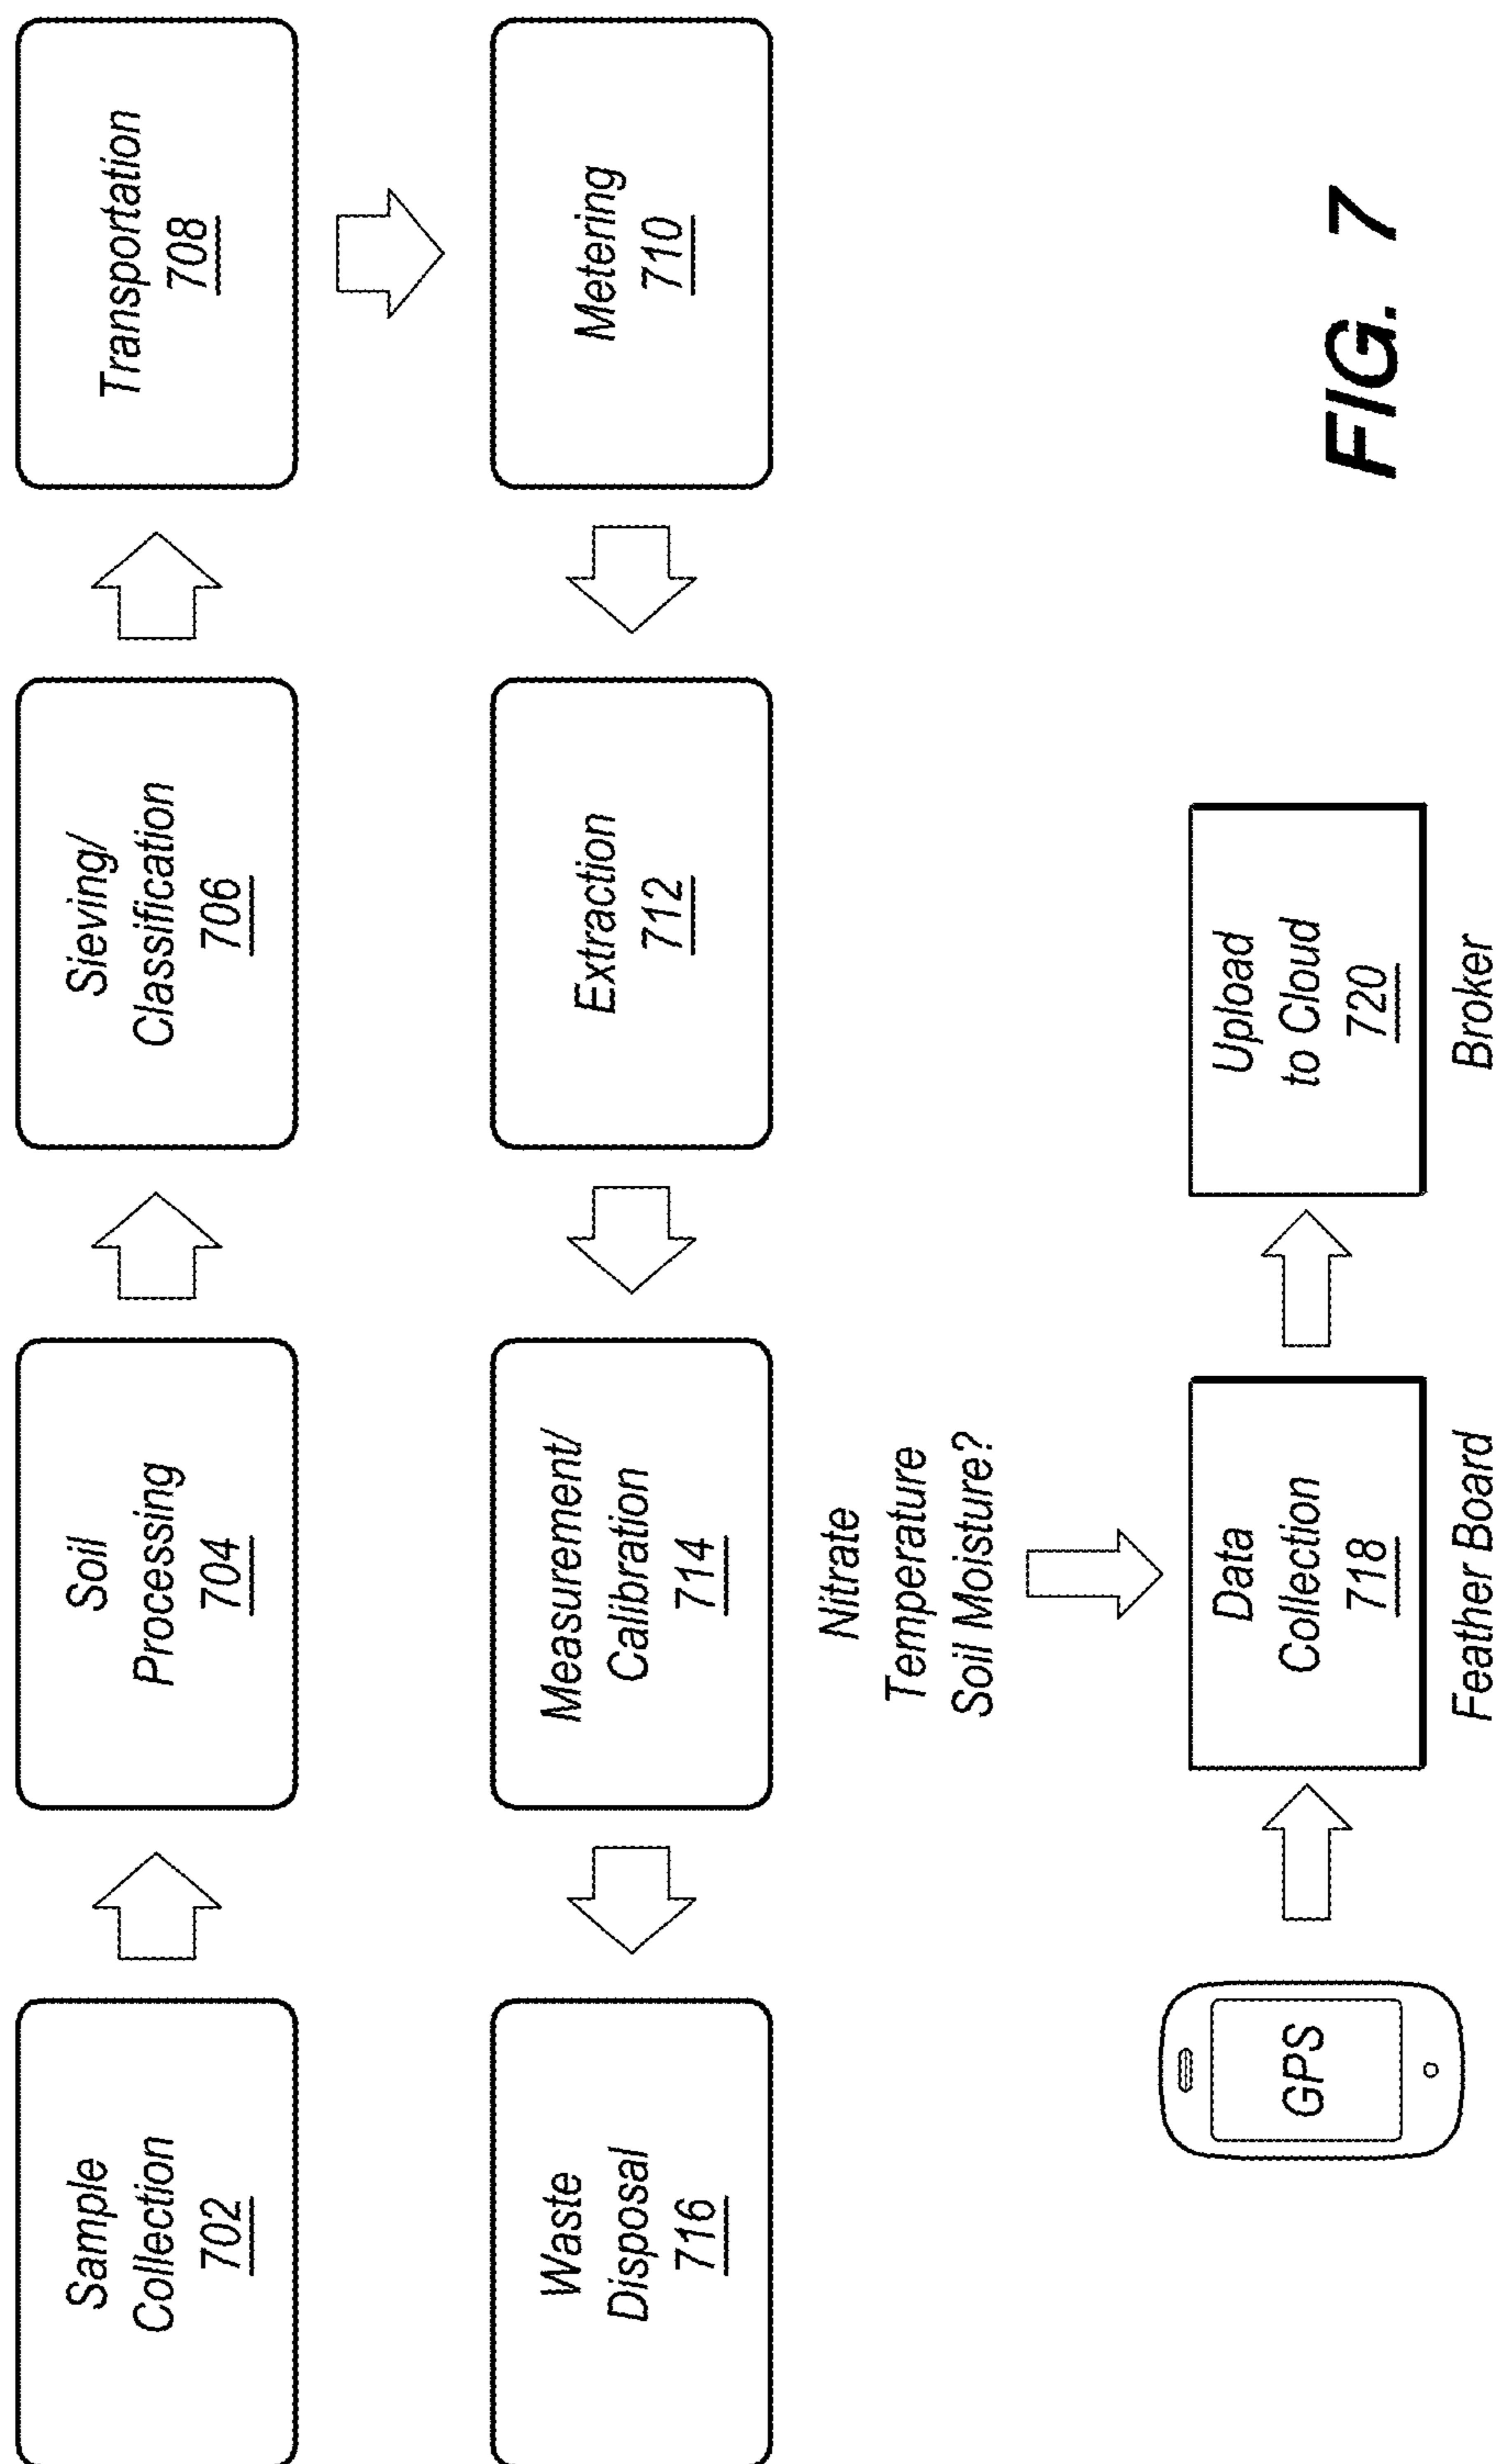 Sample
Collection
702
Soil
Processing
704
Sieving/
Classification
706
Transportation
708
Metering
710
Extraction
712
Measurement/
Calibration
714
Waste
Disposal
716
Nitrate
Temperature
Soil Moisture?
GPS
Data
Collection
718
Feather Board
Upload
to Cloud
720
Broker
FIG. 7